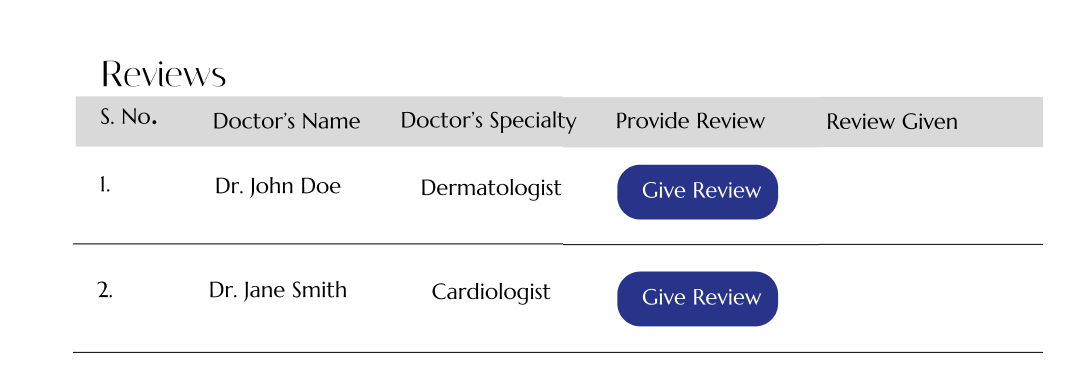 Reviews
S. No. Doctor's Name Doctor's Specialty Provide Review Review Given
1. Dr. John Doe Dermatologist Give Review
2. Dr. Jane Smith Cardiologist Give Review